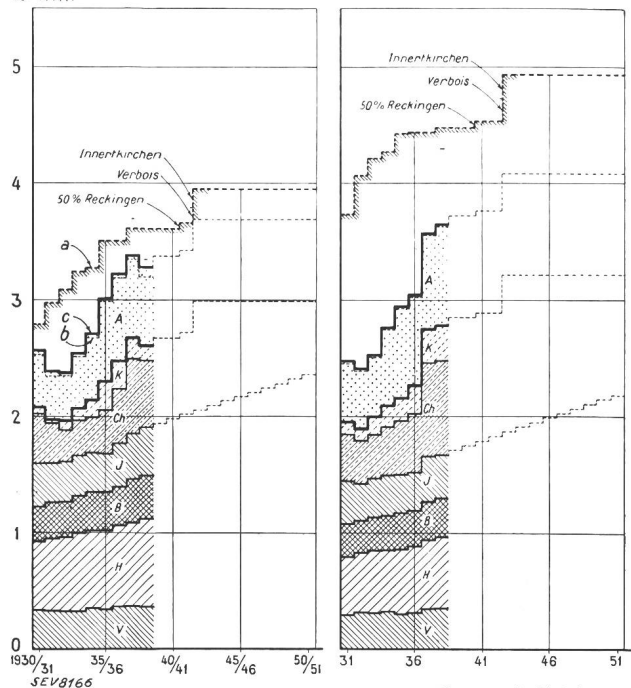 5
4
3
2
1
0
Innertkirchen
Verbois
50% Reckingen
a
c
b
A
K
Ch
J
B
H
V
1930/31
35/36
40/41
45/46
50/51
SEV8166
Innertkirchen
Verbois
50% Reckingen
A
K
Ch
J
B
H
V
31
36
41
46
51